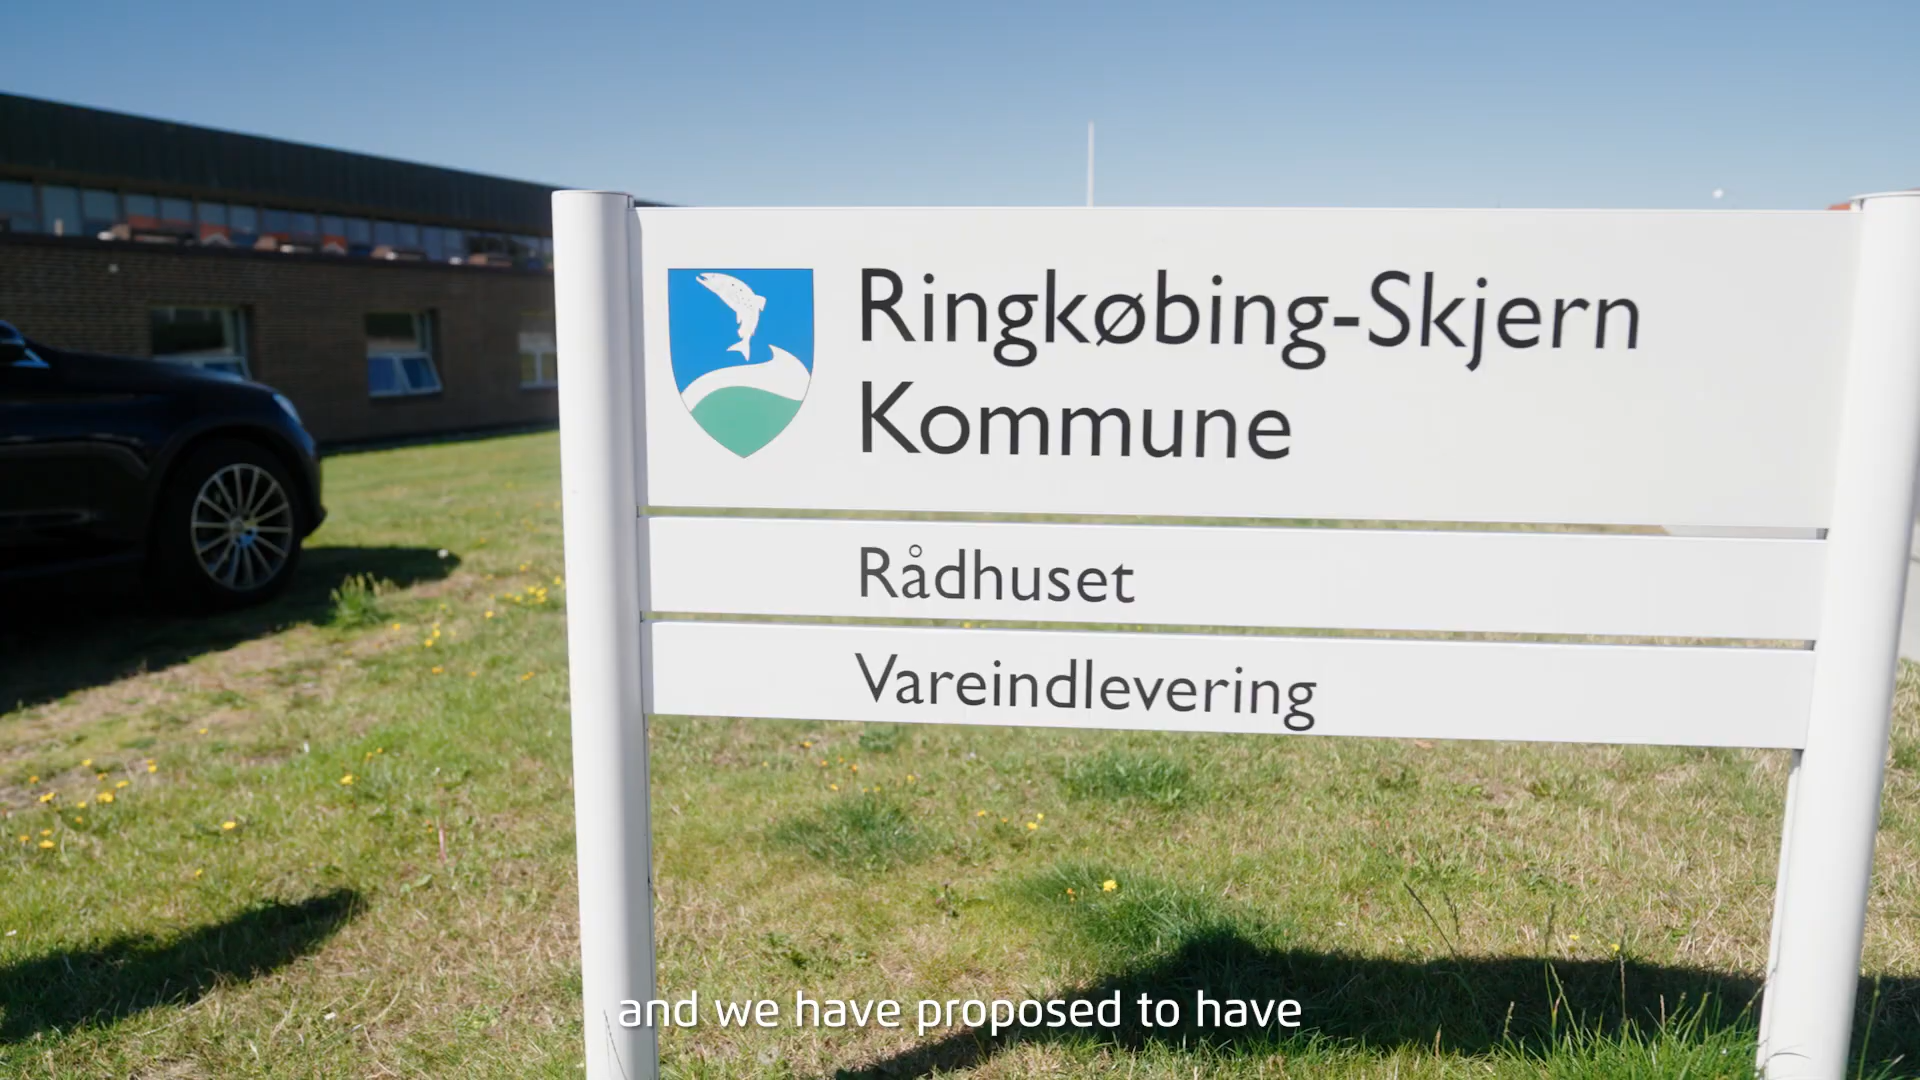 Ringkøbing-Skjern
Kommune
Rådhuset
Vareindlevering
and we have proposed to have